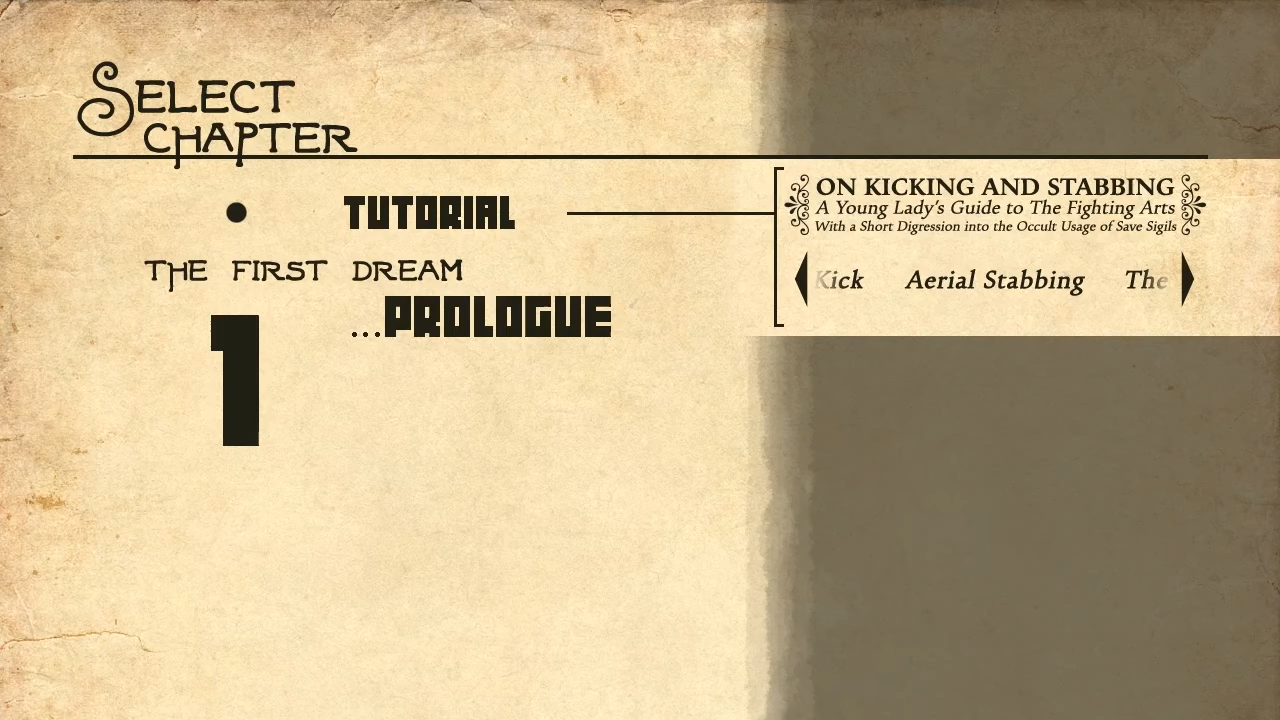 SELECT
CHAPTER
TUTORIAL
ON KICKING AND STABBING
A Young Lady's Guide to The Fighting Arts
With a Short Digression into the Occult Usage of Save Sigils
Kick Aerial Stabbing The
THE FIRST DREAM
...PROLOGUE
1